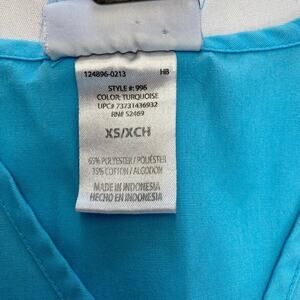 124896-0213 HB
STYLE #: 996
COLOR: TURQUOISE
UPC# 73731436932
RN# 52469
XS/XCH
65% POLYESTER / POLIÉSTER
35% COTTON / ALGODON
MADE IN INDONESIA
HECHO EN INDONESIA